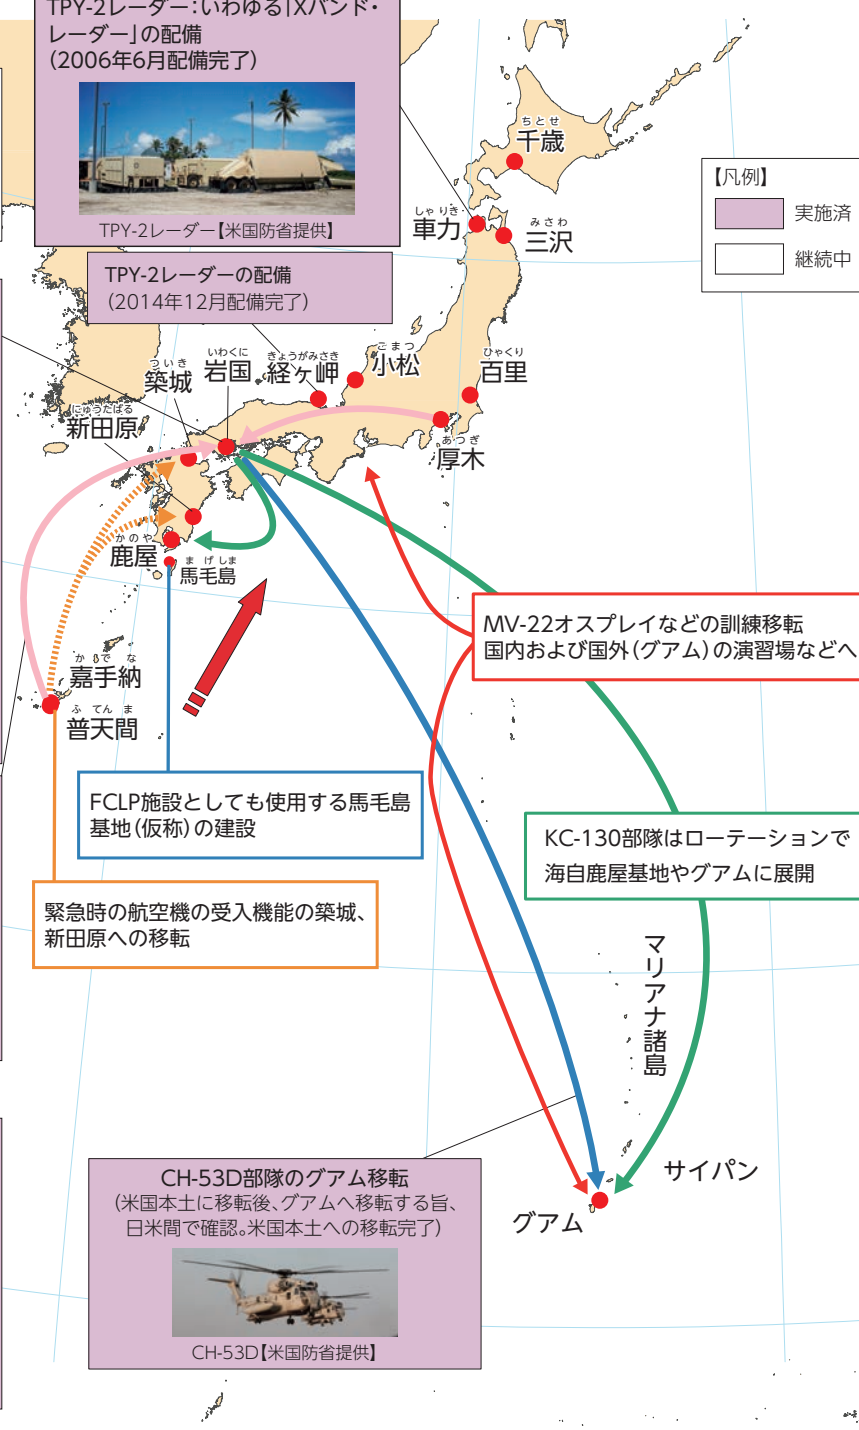 TPY-2レーダー：いわゆる「Xバンド・
レーダー」の配備
（2006年6月配備完了）
TPY-2レーダー【米国防省提供】
TPY-2レーダーの配備
（2014年12月配備完了）
ちとせ
千歳
【凡例】
実施済
継続中
しゃりき
車力
みさわ
三沢
ついき
築城
いわくに
岩国
きょうがみさき
経ヶ岬
こまつ
小松
ひゃくり
百里
にゅうたばる
新田原
あつぎ
厚木
かのや
鹿屋
まげしま
馬毛島
MV-22オスプレイなどの訓練移転
国内および国外（グアム）の演習場などへ
かでな
嘉手納
ふてんま
普天間
FCLP施設としても使用する馬毛島
基地（仮称）の建設
KC-130部隊はローテーションで
海自鹿屋基地やグアムに展開
緊急時の航空機の受入機能の築城、
新田原への移転
マリアナ諸島
サイパン
グアム
CH-53D部隊のグアム移転
（米国本土に移転後、グアムへ移転する旨、
日米間で確認。米国本土への移転完了）
CH-53D【米国防省提供】